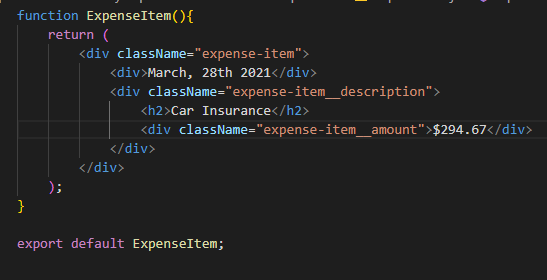 function ExpenseItem(){
    return (
        <div className="expense-item">
            <div>March, 28th 2021</div>
            <div className="expense-item__description">
                <h2>Car Insurance</h2>
                <div className="expense-item__amount">$294.67</div>
            </div>
        </div>
    );
}

export default ExpenseItem;